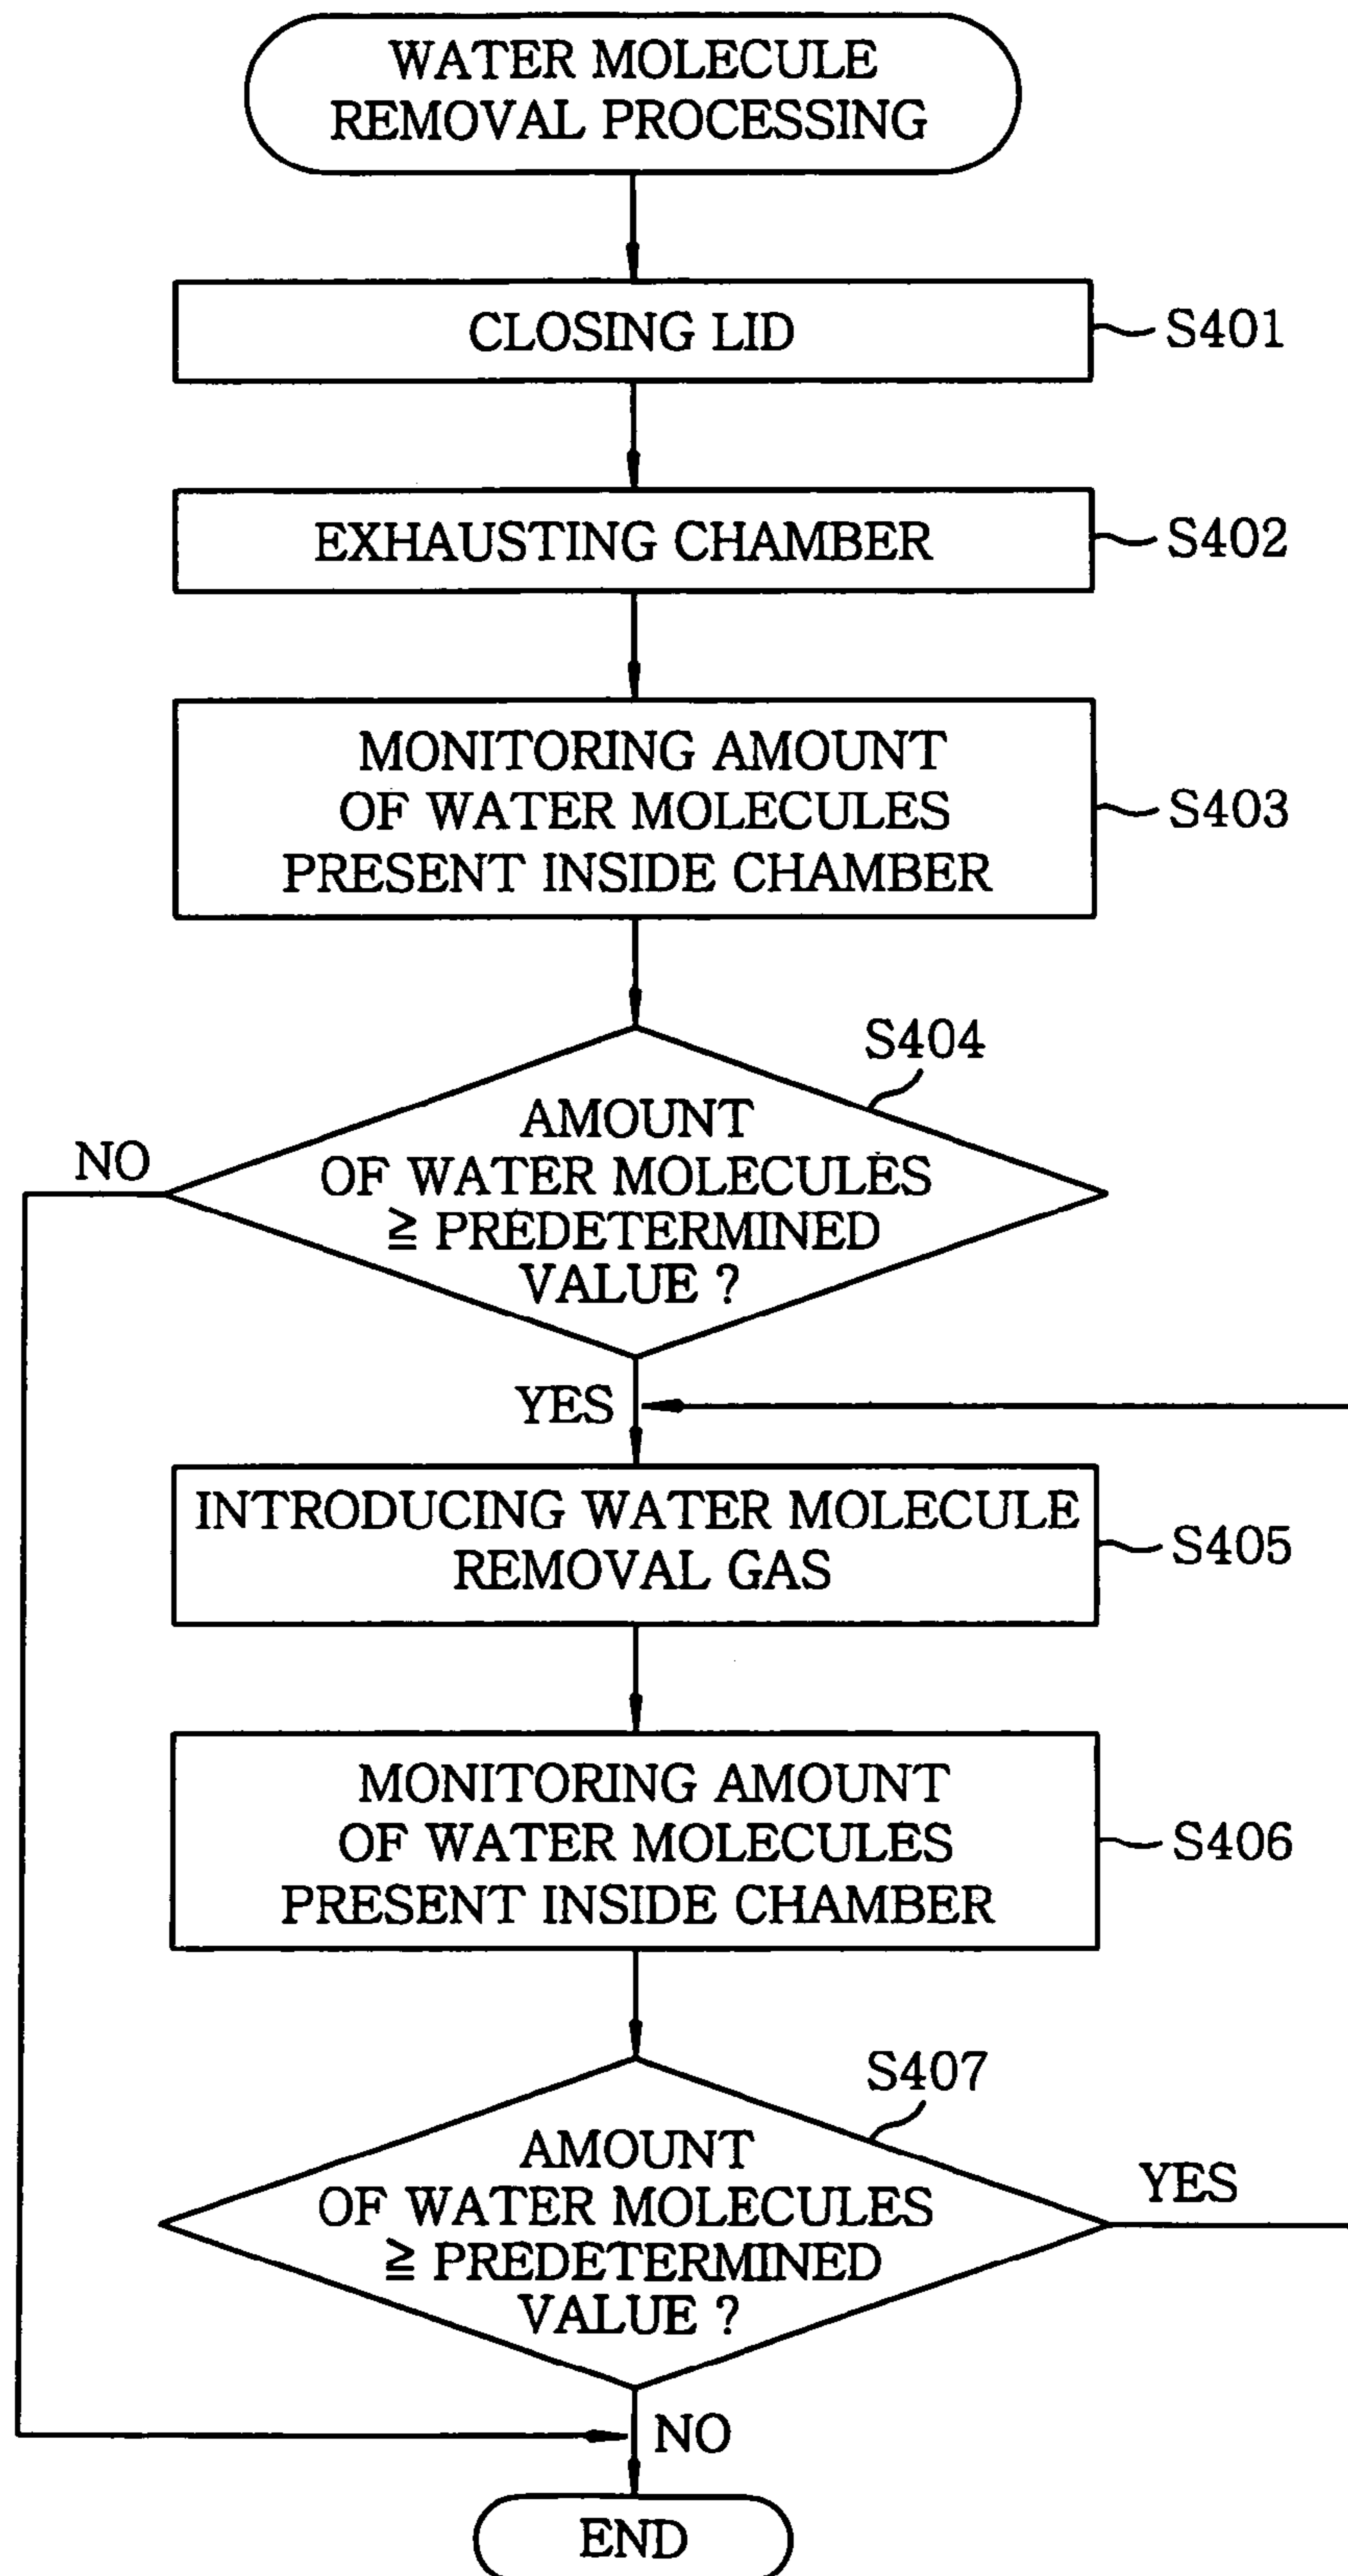 WATER MOLECULE
REMOVAL PROCESSING
CLOSING LID
S401
EXHAUSTING CHAMBER
S402
MONITORING AMOUNT
OF WATER MOLECULES
PRESENT INSIDE CHAMBER
S403
S404
AMOUNT
OF WATER MOLECULES
≧ PREDETERMINED
VALUE ?
NO
YES
INTRODUCING WATER MOLECULE
REMOVAL GAS
S405
MONITORING AMOUNT
OF WATER MOLECULES
PRESENT INSIDE CHAMBER
S406
S407
AMOUNT
OF WATER MOLECULES
≧ PREDETERMINED
VALUE ?
YES
NO
END